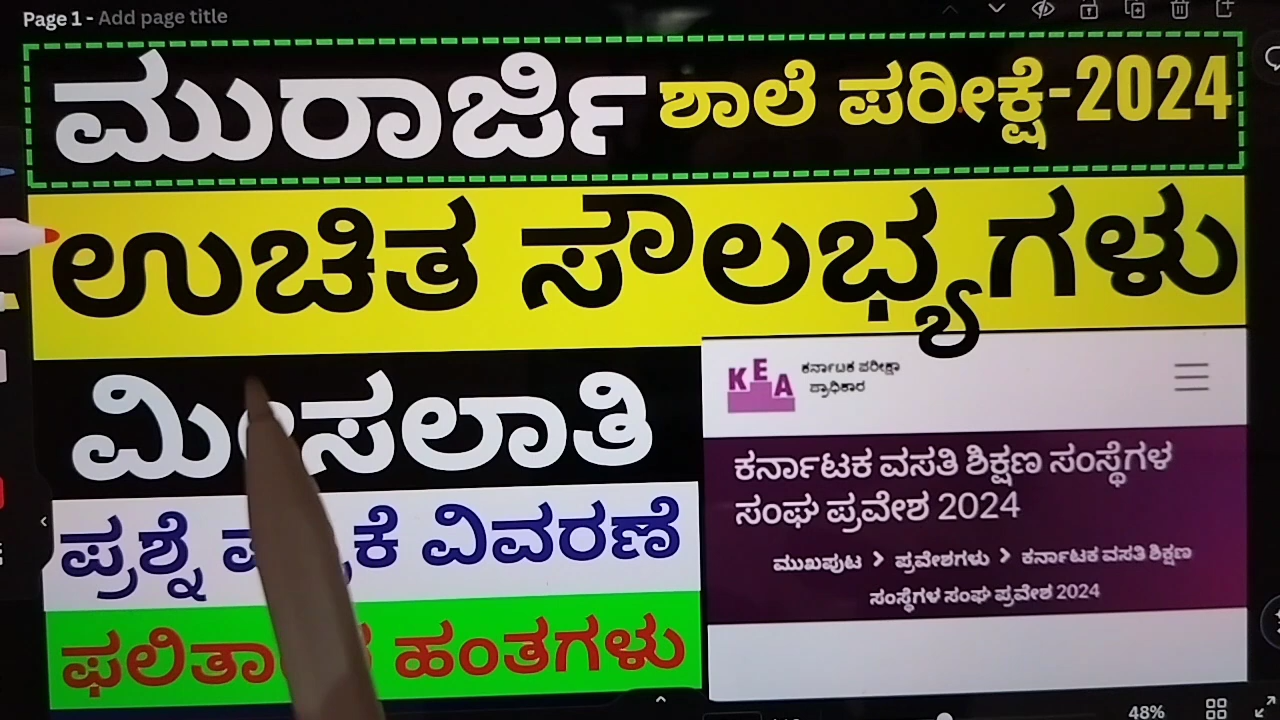 Page 1 - Add page title
ಮುರಾರ್ಜಿ ಶಾಲೆ ಪರೀಕ್ಷೆ-2024
ಉಚಿತ ಸೌಲಭ್ಯಗಳು
ಮೀಸಲಾತಿ
ಪ್ರಶ್ನೆ ವಿವರಣೆ
ಹಂತಗಳು
KEA
ಕರ್ನಾಟಕ ಪರೀಕ್ಷಾ
ಪ್ರಾಧಿಕಾರ
ಕರ್ನಾಟಕ ವಸತಿ ಶಿಕ್ಷಣ ಸಂಸ್ಥೆಗಳ
ಸಂಘ ಪ್ರವೇಶ 2024
ಮುಖಪುಟ > ಪ್ರವೇಶಗಳು > ಕರ್ನಾಟಕ ವಸತಿ ಶಿಕ್ಷಣ
ಸಂಸ್ಥೆಗಳ ಸಂಘ ಪ್ರವೇಶ 2024
48%